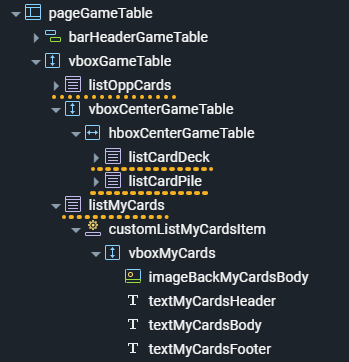 pageGameTable
barHeaderGameTable
vboxGameTable
listOppCards
vboxCenterGameTable
hboxCenterGameTable
listCardDeck
listCardPile
listMyCards
customListMyCardsItem
vboxMyCards
imageBackMyCardsBody
T textMyCardsHeader
T textMyCardsBody
T textMyCardsFooter